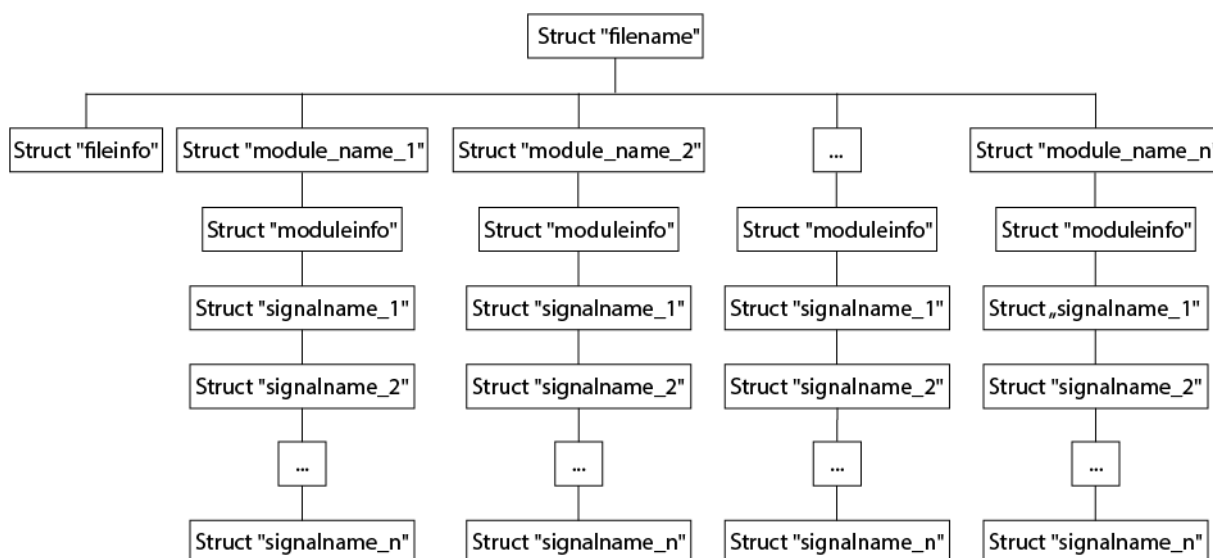 Struct "filename"
Struct "fileinfo"
Struct "module_name_1"
Struct "module_name_2"
...
Struct "module_name_n"
Struct "moduleinfo"
Struct "moduleinfo"
Struct "moduleinfo"
Struct "moduleinfo"
Struct "signalname_1"
Struct "signalname_1"
Struct "signalname_1"
Struct„signalname_1"
Struct "signalname_2"
Struct "signalname_2"
Struct "signalname_2"
Struct "signalname_2"
...
...
...
...
Struct "signalname_n"
Struct "signalname_n"
Struct "signalname_n"
Struct "signalname_n"